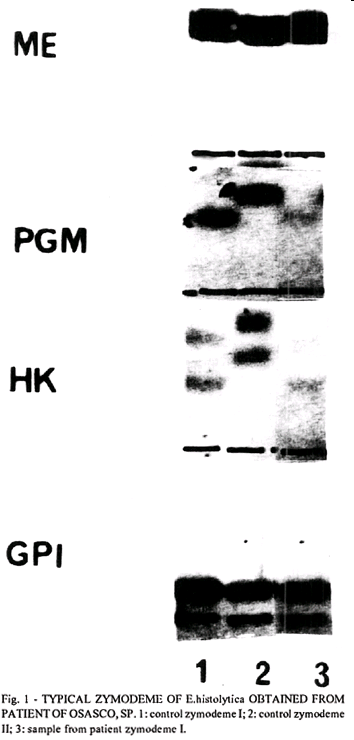 ME
PGM
HK
GPI
1 2 3
Fig. 1 - TYPICAL ZYMODEME OF E.histolytica OBTAINED FROM
PATIENT OF OSASCO, SP. 1: control zymodeme I; 2: control zymodeme
II; 3: sample from patient zymodeme I.